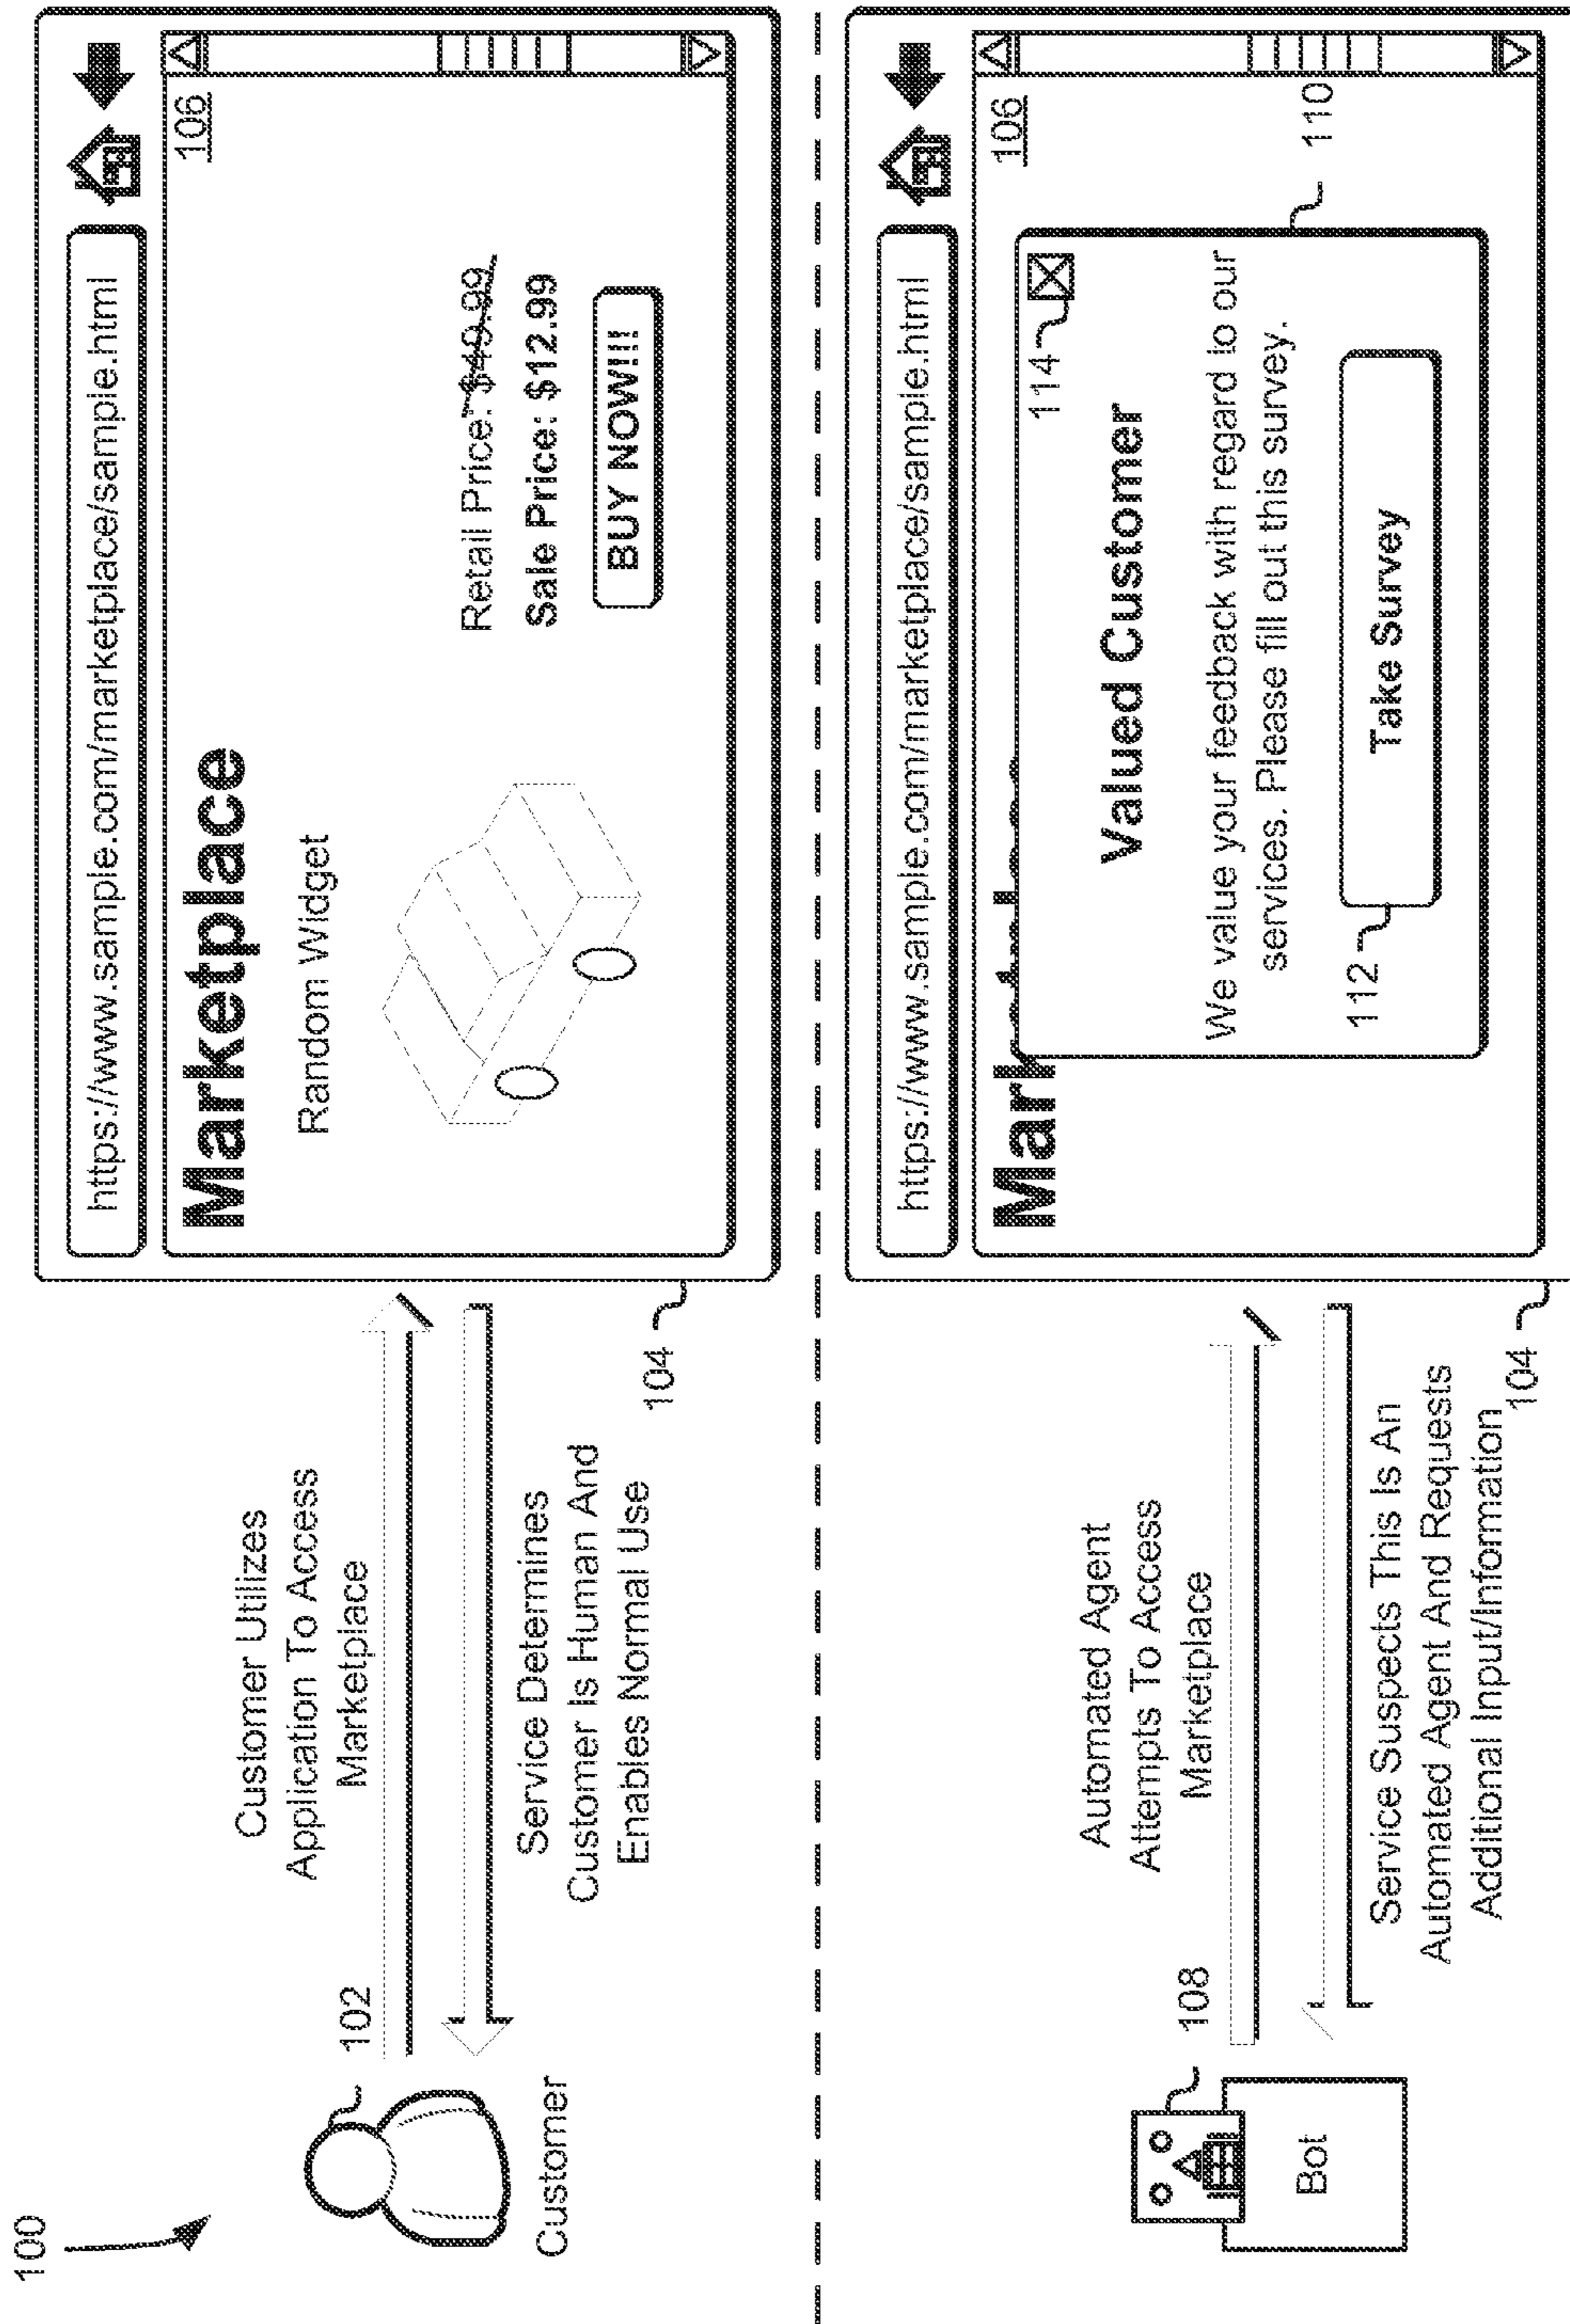 100
102
Customer
Customer Utilizes
Application To Access
Marketplace
Service Determines
Customer Is Human And
Enables Normal Use
104
https://www.sample.com/marketplace/sample.html
106
Marketplace
Random Widget
Retail Price: $49.99
Sale Price: $12.99
BUY NOW!!!
108
Bot
Automated Agent
Attempts To Access
Marketplace
Service Suspects This Is An
Automated Agent And Requests
Additional Input/Information
104
https://www.sample.com/marketplace/sample.html
106
Mark
114
Valued Customer
We value your feedback with regard to our
services. Please fill out this survey.
112
Take Survey
110